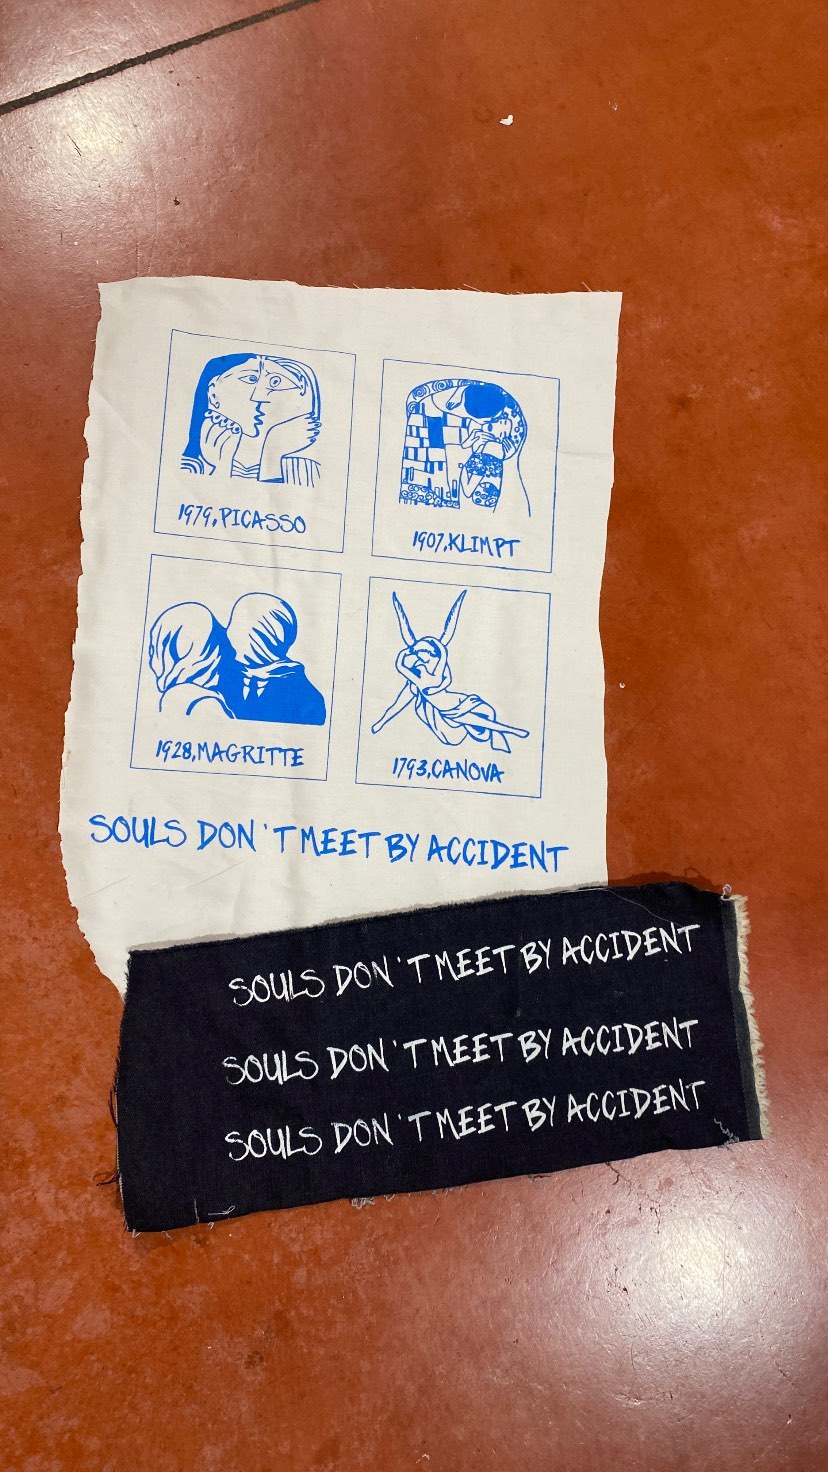 1979,PICASSO
1907,KLIMPT
1928,MAGRITTE
1793,CANOVA
SOULS DON'T MEET BY ACCIDENT
SOULS DON'T MEET BY ACCIDENT
SOULS DON'T MEET BY ACCIDENT
SOULS DON'T MEET BY ACCIDENT